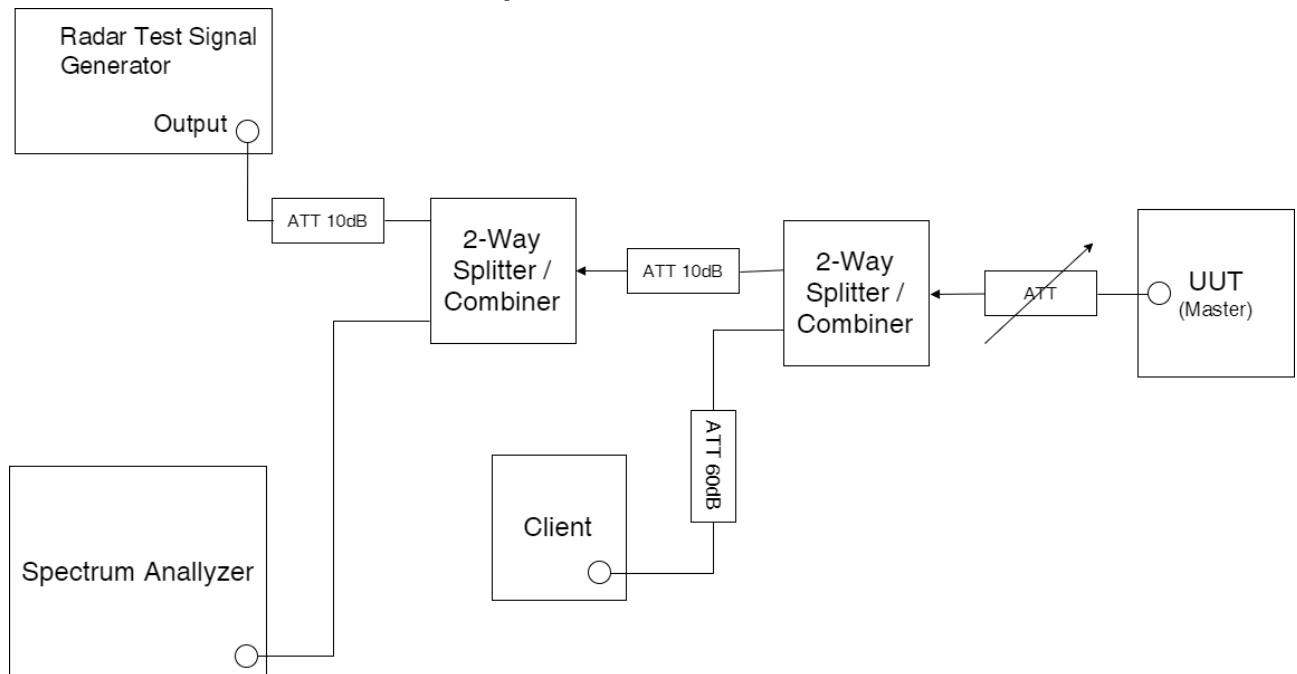 Radar Test Signal
Generator
Output
ATT 10dB
2-Way
Splitter /
Combiner
ATT 10dB
2-Way
Splitter /
Combiner
ATT
UUT
(Master)
ATT 60dB
Client
Spectrum Anallyzer